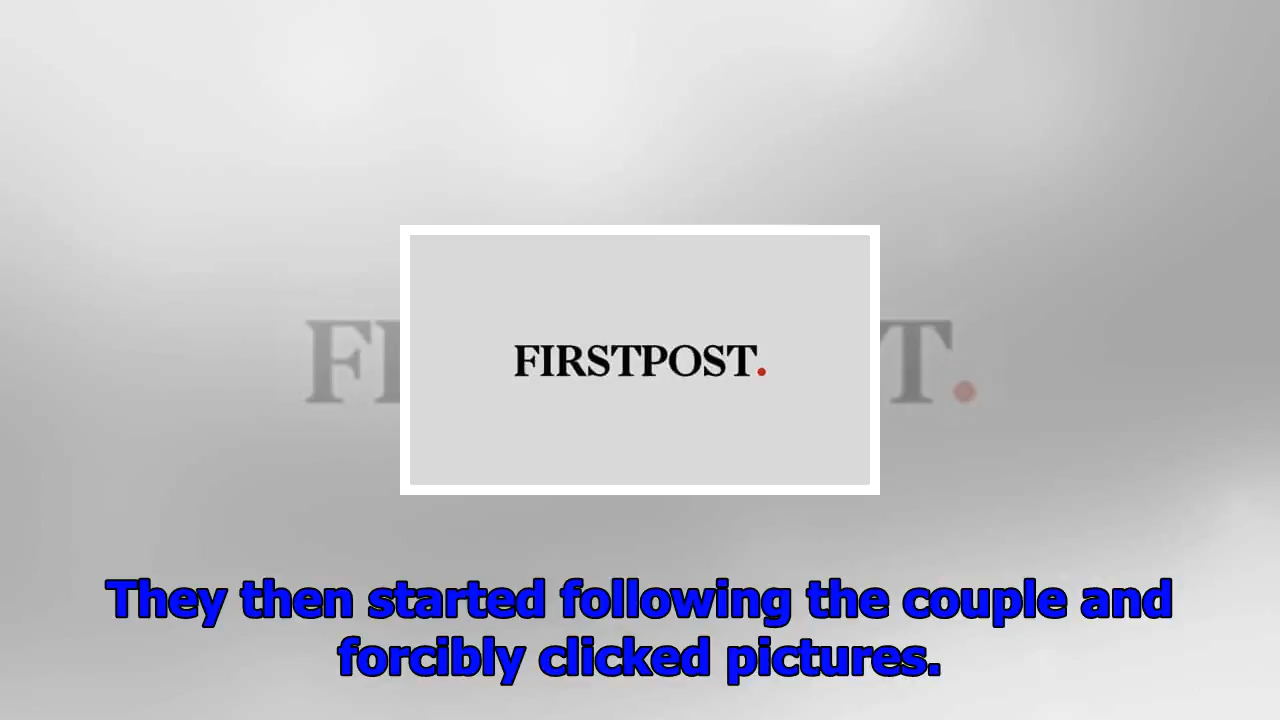 FIRSTPOST.
They then started following the couple and
forcibly clicked pictures.